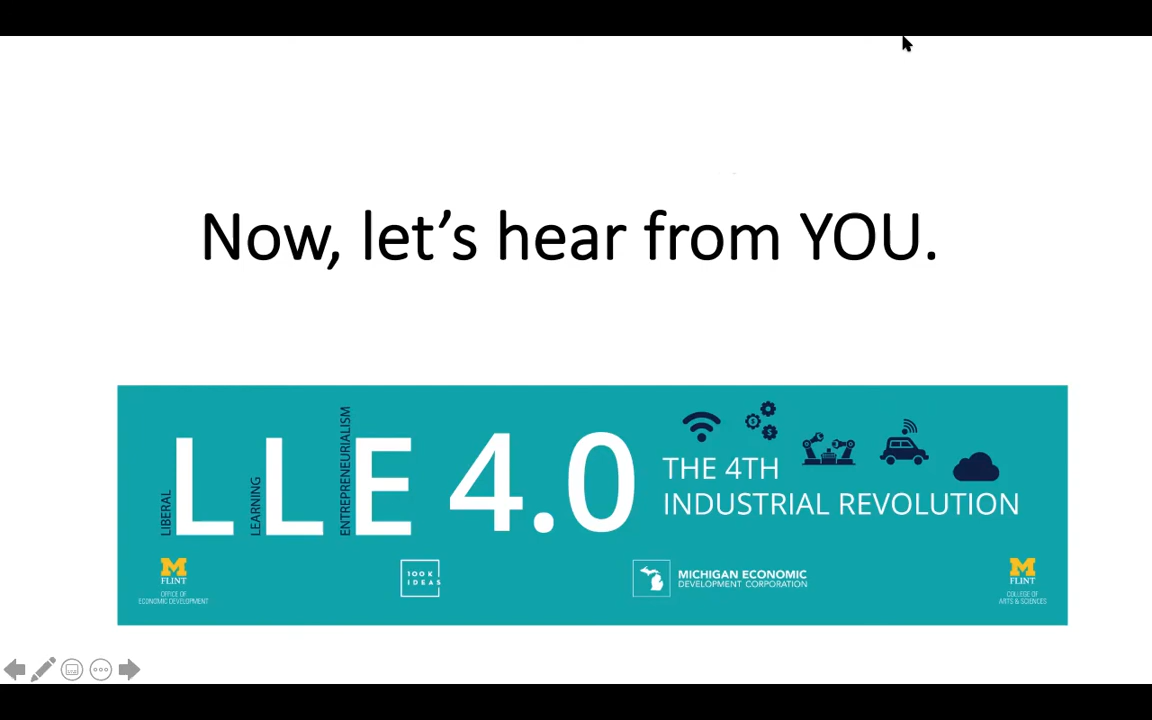 Now, let’s hear from YOU.
LIBERAL
LEARNING
ENTREPRENEURIALISM
LLE 4.0
THE 4TH
INDUSTRIAL REVOLUTION
M
FLINT
OFFICE OF
ECONOMIC DEVELOPMENT
100K
IDEAS
MICHIGAN ECONOMIC
DEVELOPMENT CORPORATION
M
FLINT
COLLEGE OF
ARTS & SCIENCES